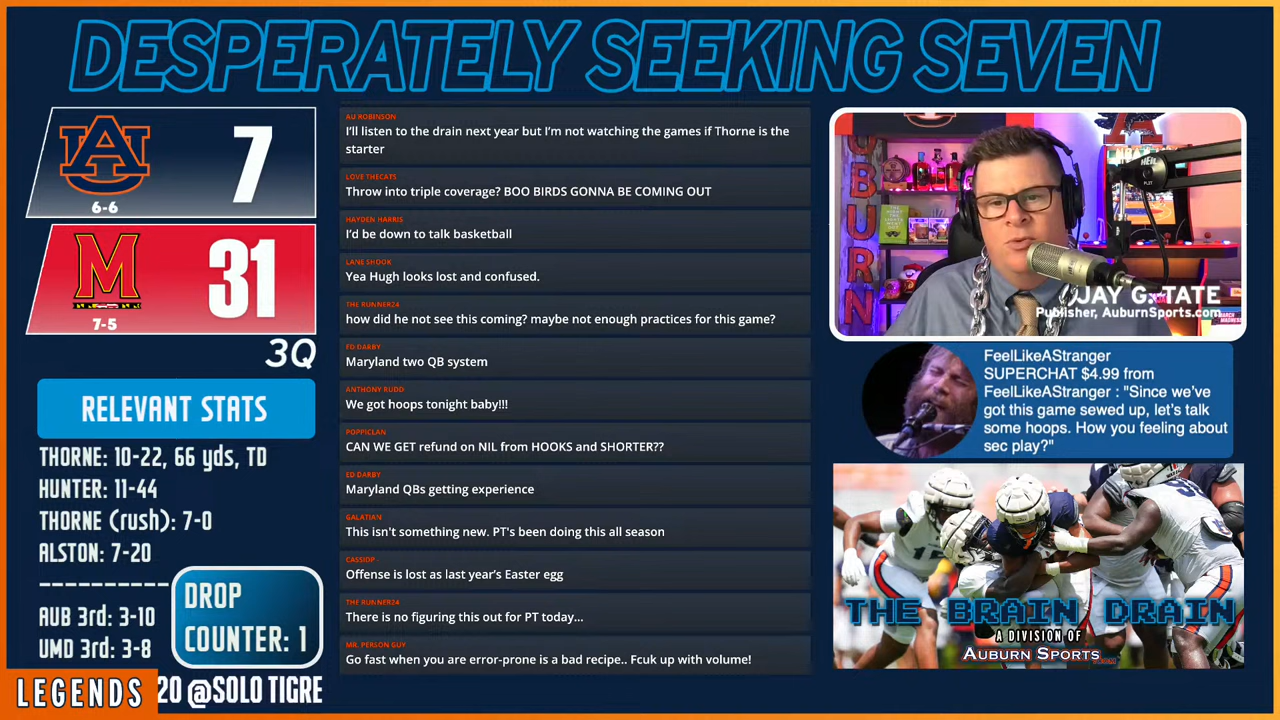 DESPERATELY SEEKING SEVEN
7
6-6
31
7-5
3Q
RELEVANT STATS
THORNE: 10-22, 66 yds, TD
HUNTER: 11-44
THORNE (rush): 7-0
ALSTON: 7-20
----------
AUB 3rd: 3-10
UMD 3rd: 3-8
DROP
COUNTER: 1
LEGENDS
20 @SOLO TIGRE
AU ROBINSON
I'll listen to the drain next year but I'm not watching the games if Thorne is the
starter
LOVE THECATS
Throw into triple coverage? BOO BIRDS GONNA BE COMING OUT
HAYDEN HARRIS
I'd be down to talk basketball
LANE SHOOK
Yea Hugh looks lost and confused.
THE RUNNER24
how did he not see this coming? maybe not enough practices for this game?
ED DARBY
Maryland two QB system
ANTHONY RUDD
We got hoops tonight baby!!!
POPPICLAN
CAN WE GET refund on NIL from HOOKS and SHORTER??
ED DARBY
Maryland QBs getting experience
GALATIAN
This isn't something new. PT's been doing this all season
CASSIDP
Offense is lost as last year's Easter egg
THE RUNNER24
There is no figuring this out for PT today...
MR. PERSON GUY
Go fast when you are error-prone is a bad recipe.. Fcuk up with volume!
UBURN
JAY G. TATE
Publisher, AuburnSports.com
FeelLikeAStranger
SUPERCHAT $4.99 from
FeelLikeAStranger : "Since we've
got this game sewed up, let's talk
some hoops. How you feeling about
sec play?"
THE BRAIN DRAIN
A DIVISION OF
AUBURN SPORTS.COM